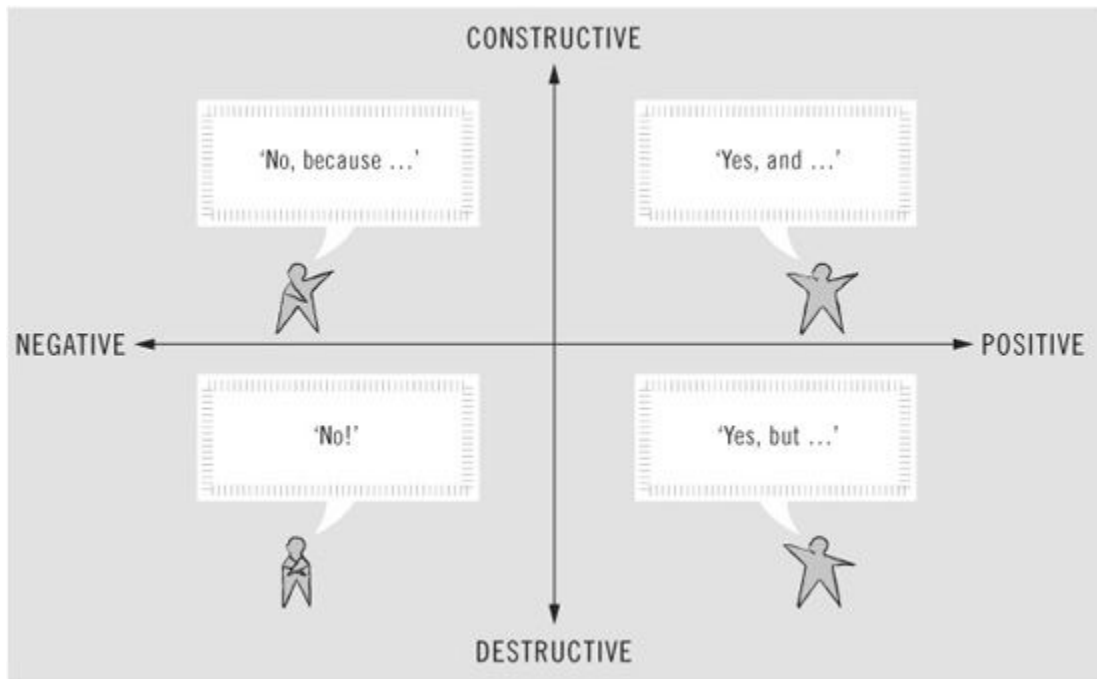 CONSTRUCTIVE
‘No, because ...’
‘Yes, and ...’
NEGATIVE
POSITIVE
‘No!’
‘Yes, but ...’
DESTRUCTIVE